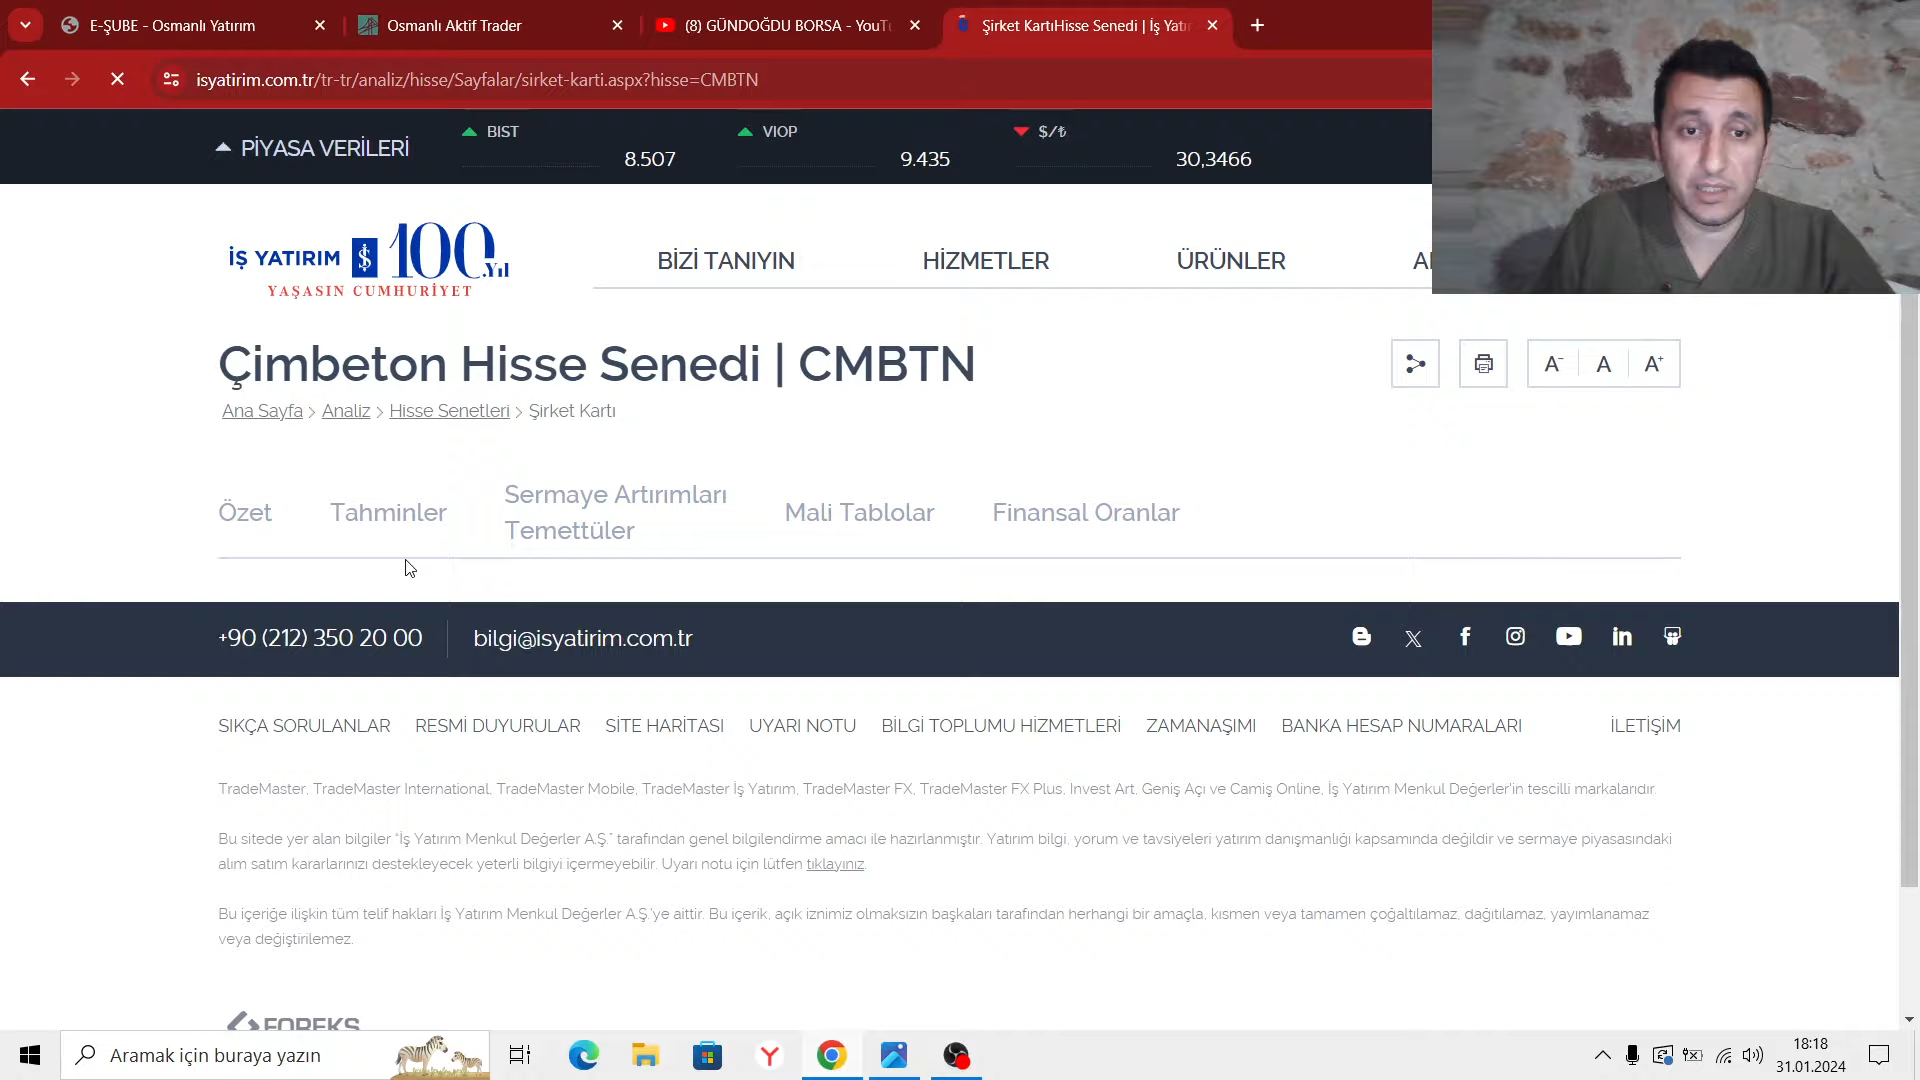 E-ŞUBE - Osmanlı Yatırım
Osmanlı Aktif Trader
(8) GÜNDOĞDU BORSA - YouTu
Şirket KartıHisse Senedi | İş Yatı
isyatirim.com.tr/tr-tr/analiz/hisse/Sayfalar/sirket-karti.aspx?hisse=CMBTN
PİYASA VERİLERİ
BIST
8.507
VIOP
9.435
$/₺
30,3466
İŞ YATIRIM 100.Yıl
YAŞASIN CUMHURİYET
BİZİ TANIYIN
HİZMETLER
ÜRÜNLER
Çimbeton Hisse Senedi | CMBTN
A- A A+
Ana Sayfa > Analiz > Hisse Senetleri > Şirket Kartı
Özet
Tahminler
Sermaye Artırımları
Temettüler
Mali Tablolar
Finansal Oranlar
+90 (212) 350 20 00
bilgi@isyatirim.com.tr
SIKÇA SORULANLAR RESMİ DUYURULAR SİTE HARİTASI UYARI NOTU BİLGİ TOPLUMU HİZMETLERİ ZAMANAŞIMI BANKA HESAP NUMARALARI İLETİŞİM
TradeMaster, TradeMaster International, TradeMaster Mobile, TradeMaster İş Yatırım, TradeMaster FX, TradeMaster FX Plus, Invest Art, Geniş Açı ve Camiş Online, İş Yatırım Menkul Değerler'in tescilli markalarıdır.
Bu sitede yer alan bilgiler “İş Yatırım Menkul Değerler A.Ş.” tarafından genel bilgilendirme amacı ile hazırlanmıştır. Yatırım bilgi, yorum ve tavsiyeleri yatırım danışmanlığı kapsamında değildir ve sermaye piyasasındaki
alım satım kararlarınızı destekleyecek yeterli bilgiyi içermeyebilir. Uyarı notu için lütfen tıklayınız.
Bu içeriğe ilişkin tüm telif hakları İş Yatırım Menkul Değerler A.Ş.'ye aittir. Bu içerik, açık iznimiz olmaksızın başkaları tarafından herhangi bir amaçla, kısmen veya tamamen çoğaltılamaz, dağıtılamaz, yayımlanamaz
veya değiştirilemez.
FOREKS
Aramak için buraya yazın
18:18
31.01.2024